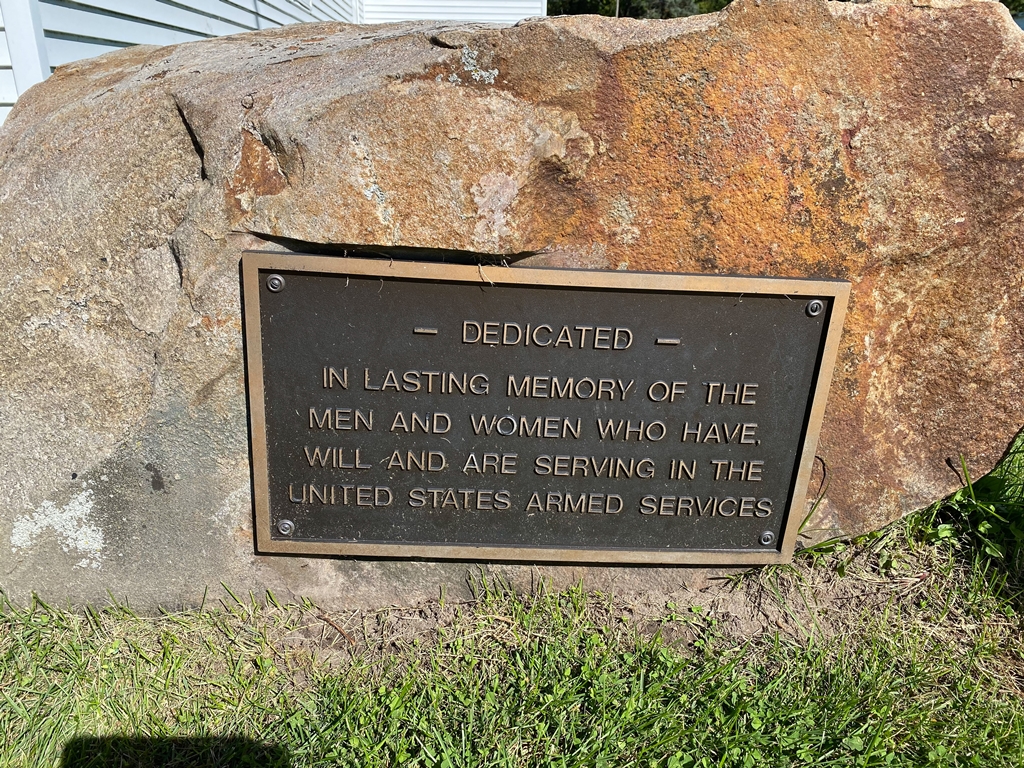 — DEDICATED —
IN LASTING MEMORY OF THE
MEN AND WOMEN WHO HAVE,
WILL AND ARE SERVING IN THE
UNITED STATES ARMED SERVICES